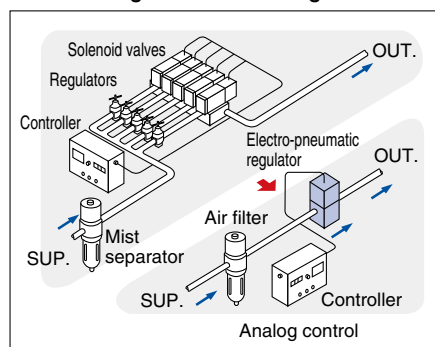 Solenoid valves
OUT.
Regulators
Controller
Electro-pneumatic
regulator
OUT.
Air filter
Mist
separator
SUP.
SUP.
Controller
Analog control